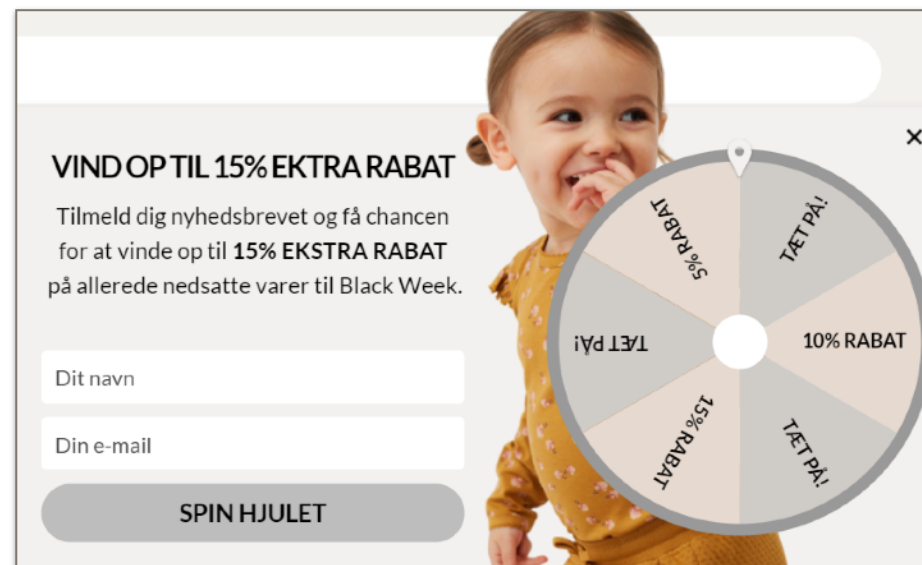 VIND OP TIL 15% EKTRA RABAT
Tilmeld dig nyhedsbrevet og få chancen
for at vinde op til 15% EKSTRA RABAT
på allerede nedsatte varer til Black Week.
Dit navn
Din e-mail
SPIN HJULET
5% RABAT
TÆT PÅ!
10% RABAT
TÆT PÅ!
15% RABAT
TÆT PÅ!